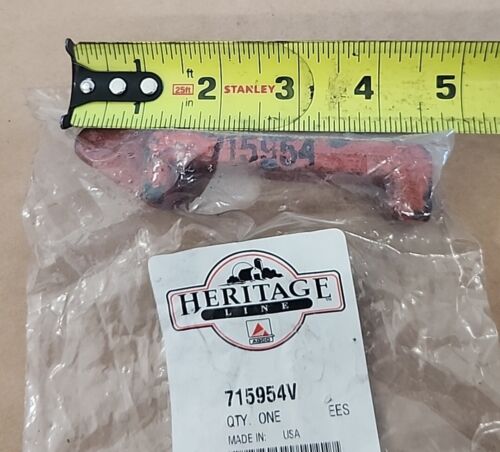 ft
25ft
in
1 2 STANLEY 3 4 5
715954
HERITAGE
LINE
AGCO
715954V
QTY. ONE EES
MADE IN: USA